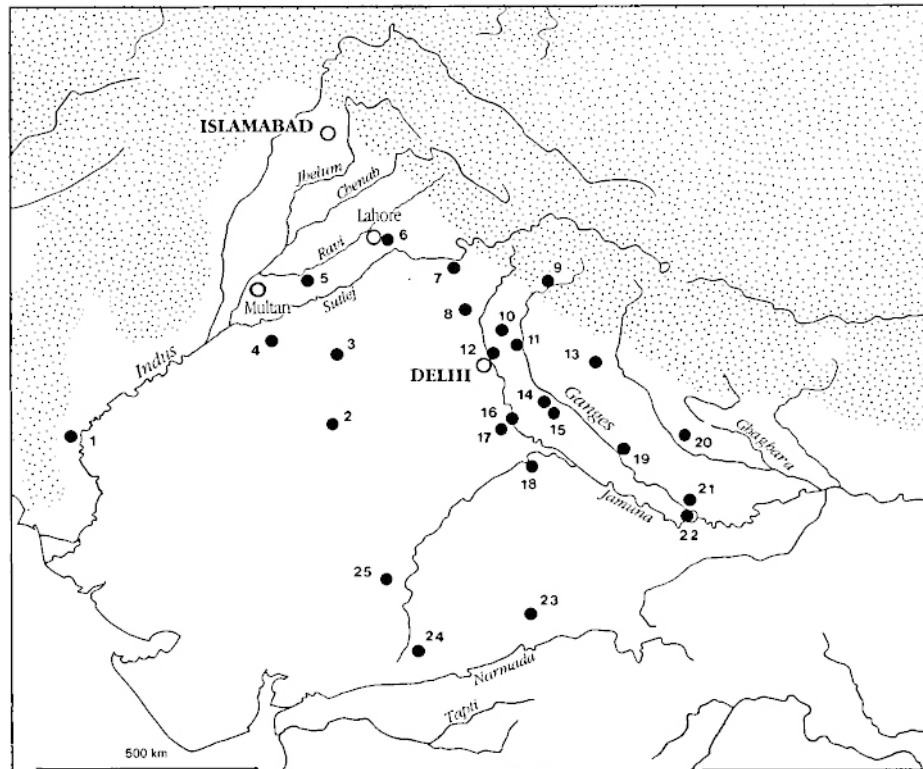 ISLAMABAD
Jhelum
Chenab
Lahore
6
Ravi
7
9
5
Multan
Sutlej
8
10
11
3
12
4
13
DELHI
Indus
14
Ganges
16
15
2
1
17
20
Ghaghara
19
18
21
Jamuna
22
25
23
24
Narmada
Tapti
500 km